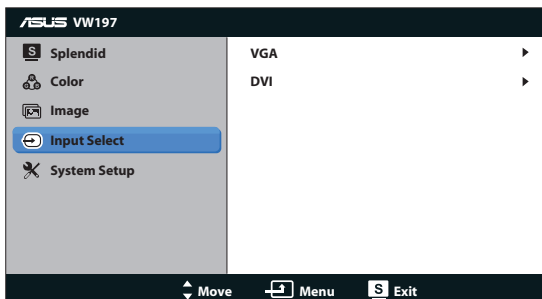 ASUS VW197
S Splendid
VGA
Color
DVI
Image
Input Select
System Setup
Move Menu S Exit